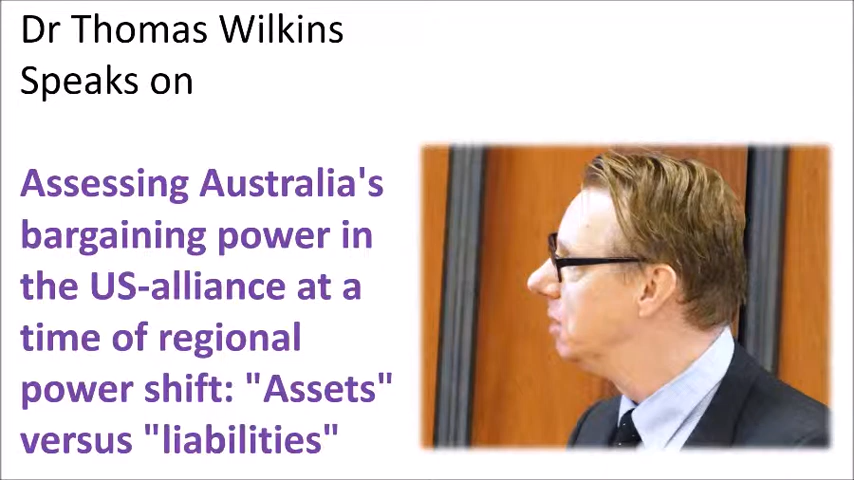 Dr Thomas Wilkins
Speaks on
Assessing Australia's
bargaining power in
the US-alliance at a
time of regional
power shift: "Assets"
versus "liabilities"